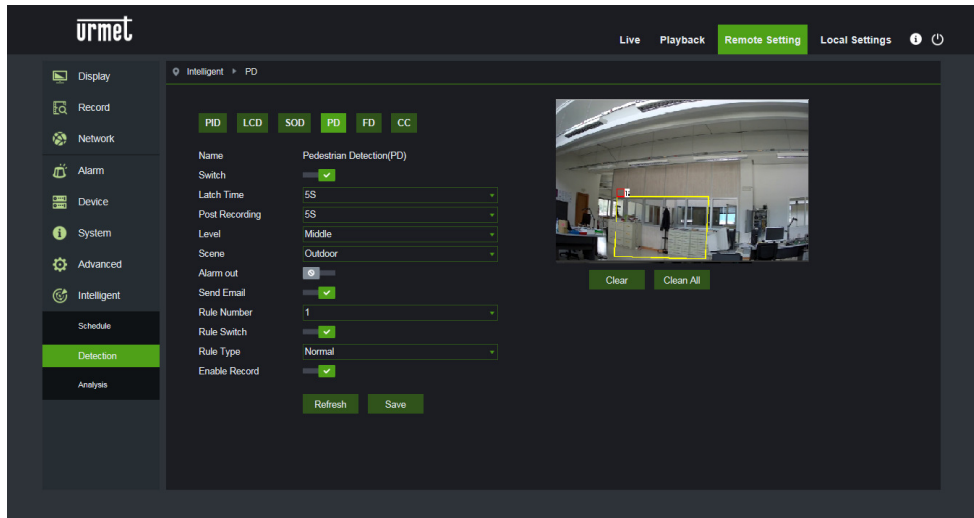 urmet
Live Playback Remote Setting Local Settings
Display
Record
Network
Alarm
Device
System
Advanced
Intelligent
Schedule
Detection
Analysis
Intelligent PD
PID LCD SOD PD FD CC
Name Pedestrian Detection(PD)
Switch
Latch Time 5S
Post Recording 5S
Level Middle
Scene Outdoor
Alarm out
Send Email
Rule Number 1
Rule Switch
Rule Type Normal
Enable Record
Refresh Save
Clear Clean All